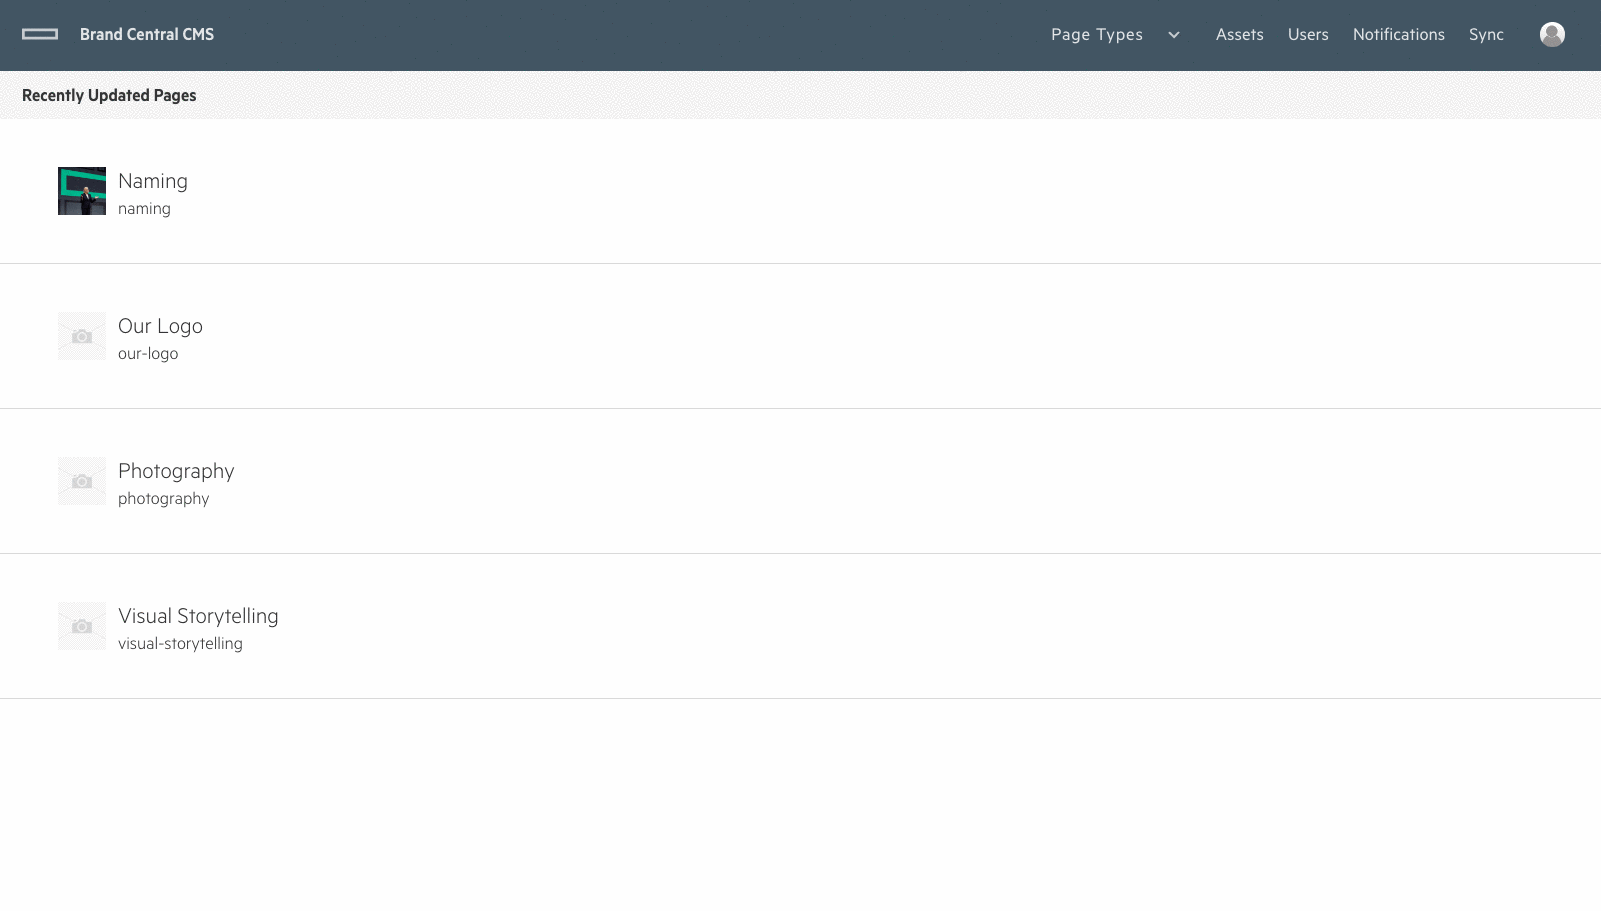 Brand Central CMS
Page Types
Assets
Users
Notifications
Sync
Recently Updated Pages
Naming
naming
Our Logo
our-logo
Photography
photography
Visual Storytelling
visual-storytelling